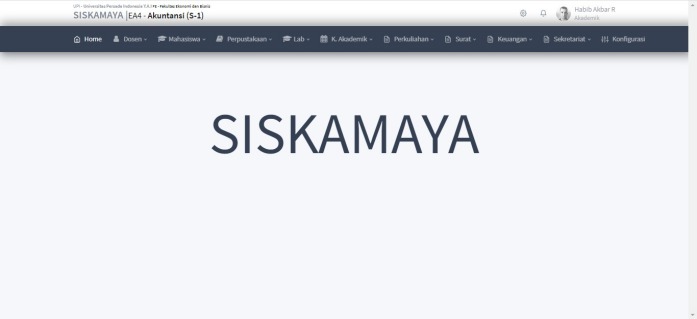 UPI - Universitas Persada Indonesia Y.A.I FE - Fakultas Ekonomi dan Bisnis
SISKAMAYA |EA4 - Akuntansi (S-1)
Habib Akbar R
Akademik
Home Dosen Mahasiswa Perpustakaan Lab K. Akademik Perkuliahan Surat Keuangan Sekretariat Konfigurasi
SISKAMAYA